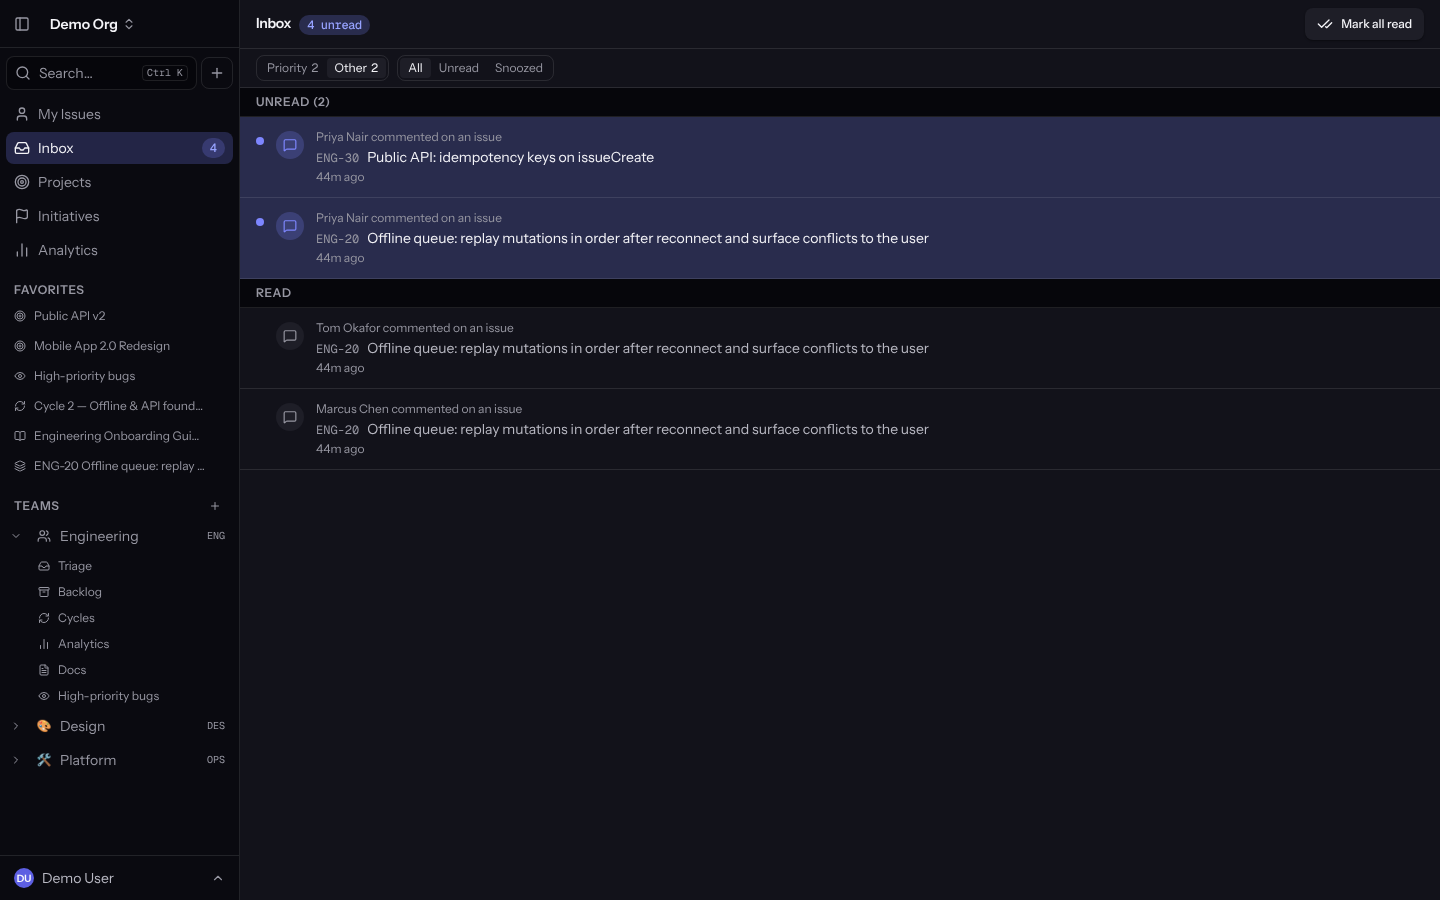 Demo Org
Search...
Ctrl K
My Issues
Inbox
4
Projects
Initiatives
Analytics
FAVORITES
Public API v2
Mobile App 2.0 Redesign
High-priority bugs
Cycle 2 — Offline & API found...
Engineering Onboarding Gui...
ENG-20 Offline queue: replay ...
TEAMS
Engineering
ENG
Triage
Backlog
Cycles
Analytics
Docs
High-priority bugs
Design
DES
Platform
OPS
DU
Demo User
Inbox
4 unread
Mark all read
Priority 2
Other 2
All
Unread
Snoozed
UNREAD (2)
Priya Nair commented on an issue
ENG-30 Public API: idempotency keys on issueCreate
44m ago
Priya Nair commented on an issue
ENG-20 Offline queue: replay mutations in order after reconnect and surface conflicts to the user
44m ago
READ
Tom Okafor commented on an issue
ENG-20 Offline queue: replay mutations in order after reconnect and surface conflicts to the user
44m ago
Marcus Chen commented on an issue
ENG-20 Offline queue: replay mutations in order after reconnect and surface conflicts to the user
44m ago